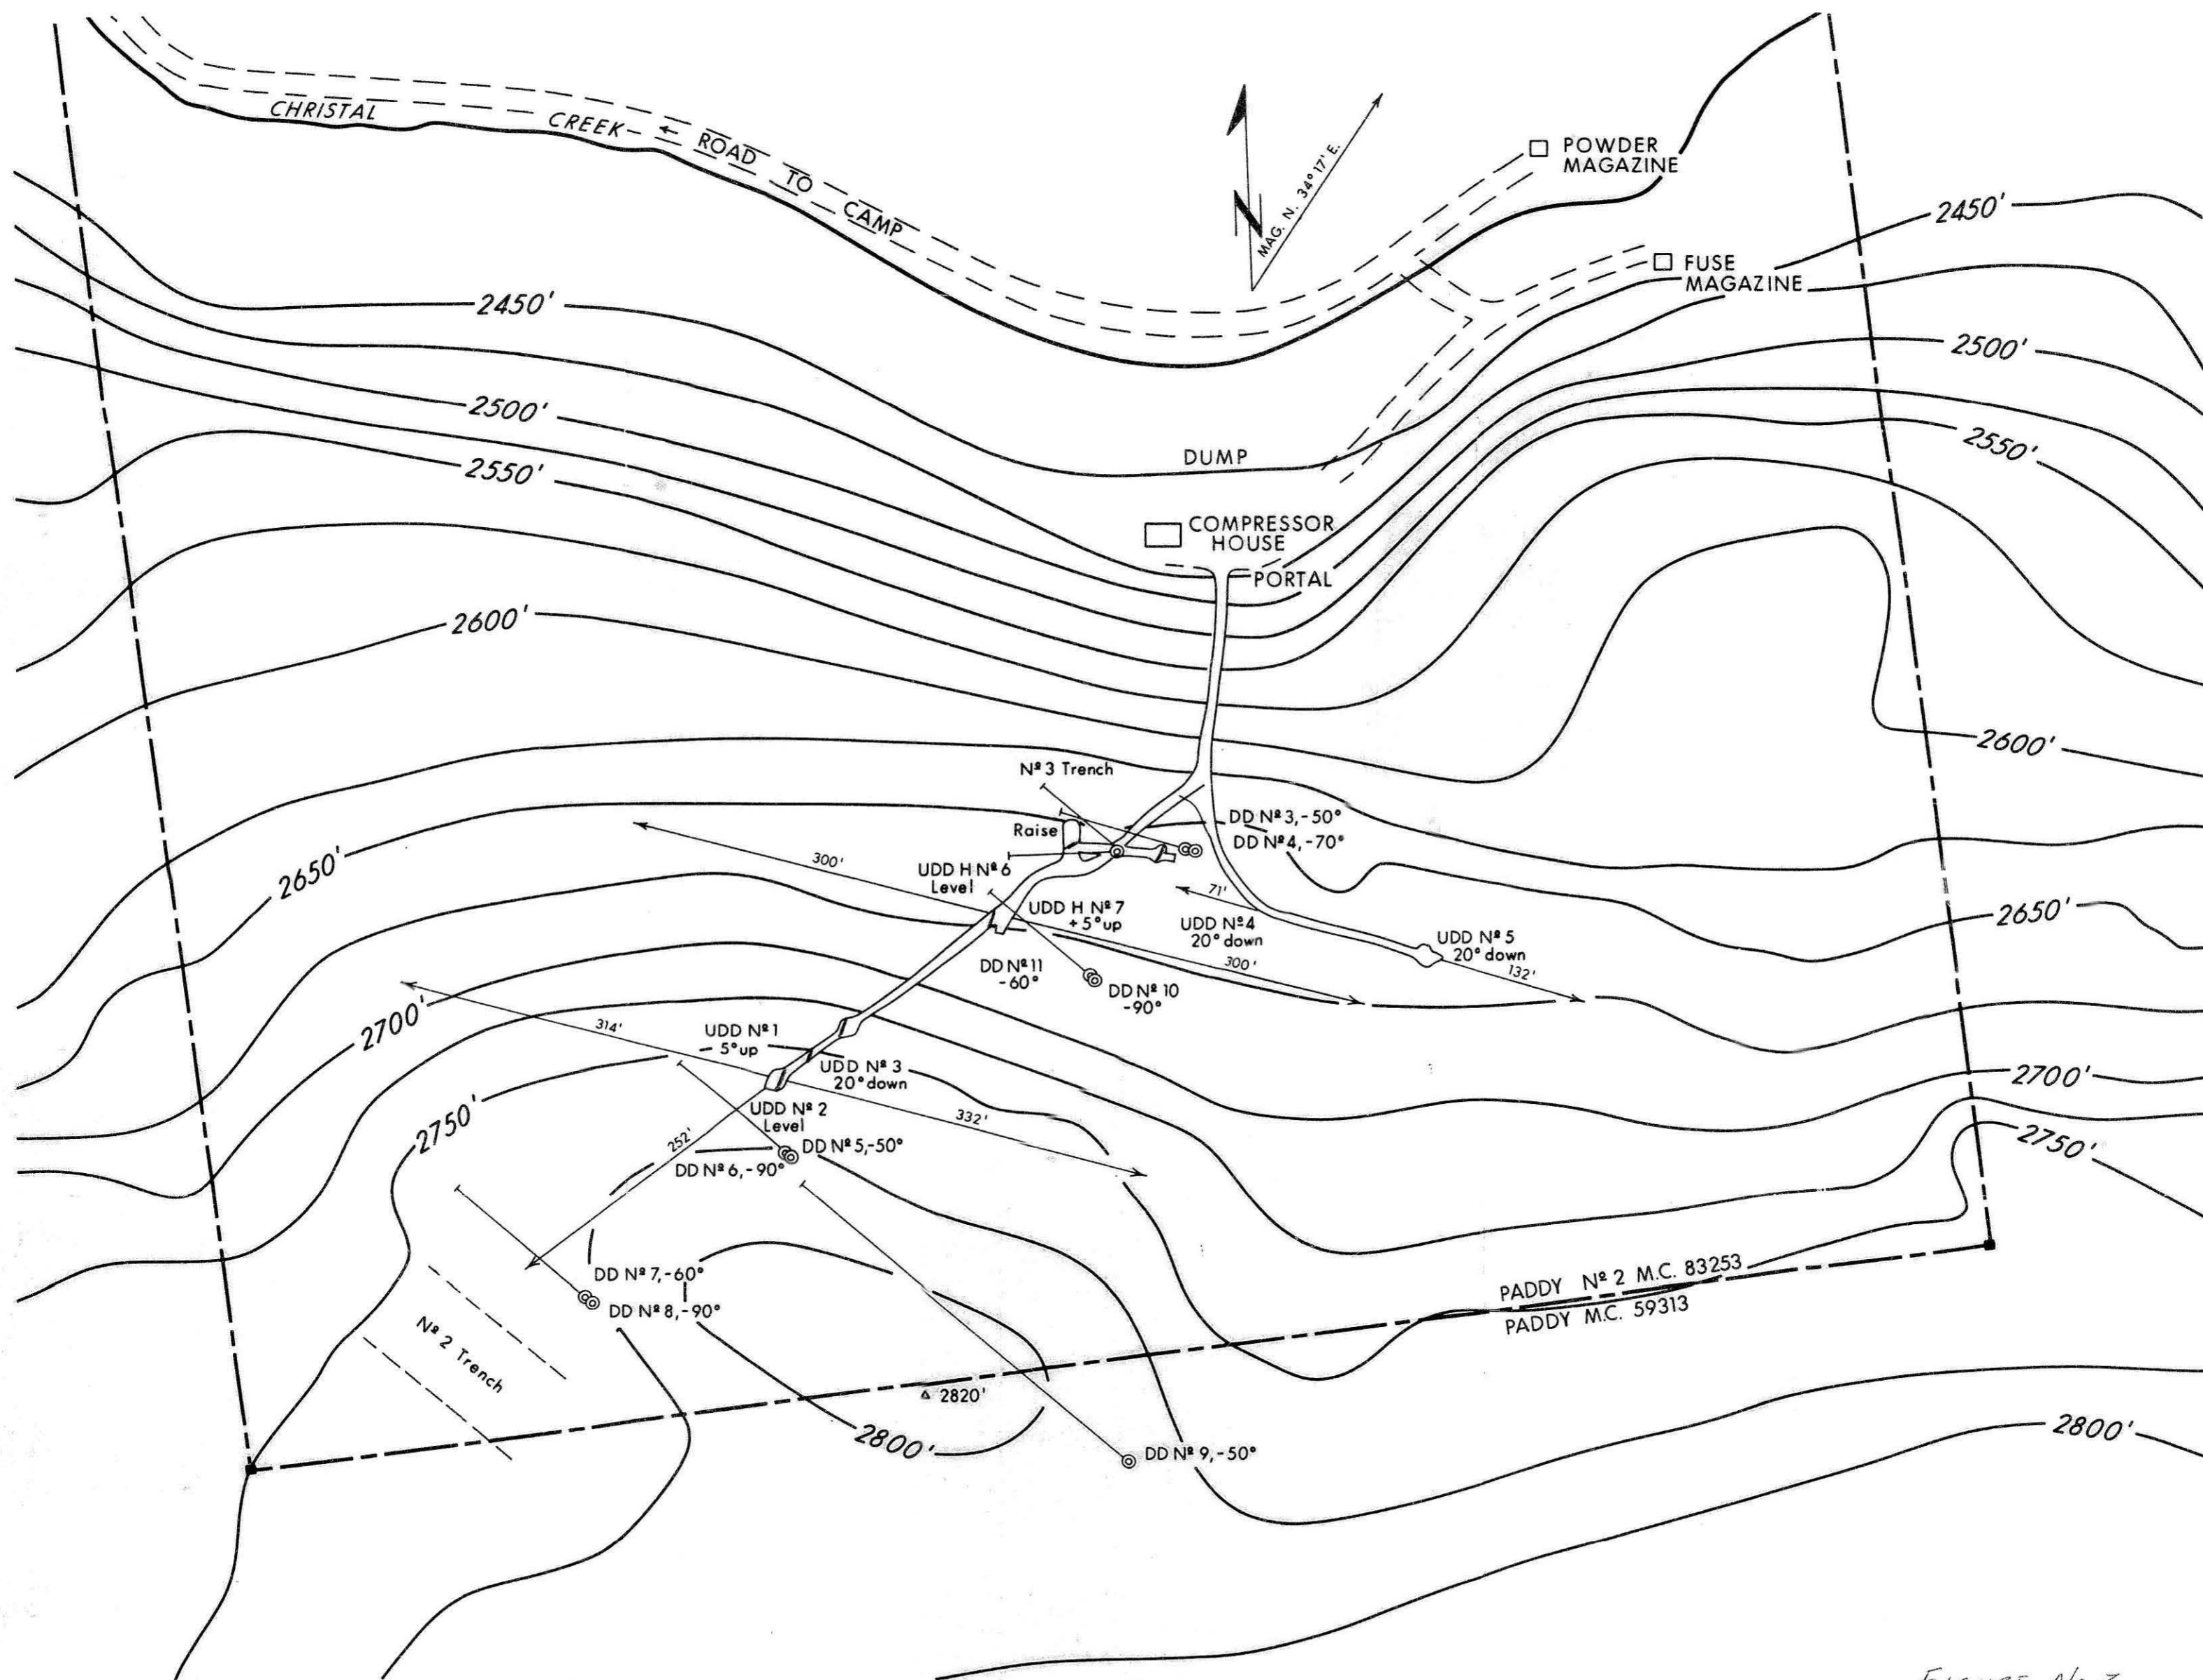 CHRISTAL CREEK
← ROAD TO CAMP
N
MAG. N. 34°17'E.
POWDER
MAGAZINE
FUSE
MAGAZINE
2450'
2450'
2500'
2500'
2550'
2550'
DUMP
COMPRESSOR
HOUSE
PORTAL
2600'
2600'
Nº 3 Trench
Raise
DD Nº 3,-50°
DD Nº 4,-70°
300'
UDD H Nº 6
Level
71'
2650'
2650'
UDD H Nº 7
+5° up
UDD Nº 4
20° down
UDD Nº 5
20° down
132'
300'
DD Nº 11
-60°
DD Nº 10
-90°
2700'
2700'
314'
UDD Nº 1
5° up
UDD Nº 3
20° down
UDD Nº 2
Level
332'
252'
2750'
2750'
DD Nº 5,-50°
DD Nº 6,-90°
DD Nº 7,-60°
DD Nº 8,-90°
Nº 2 Trench
PADDY Nº 2 M.C. 83253
PADDY M.C. 59313
2820'
2800'
2800'
DD Nº 9,-50°